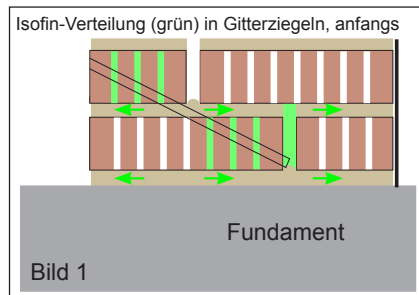 Isofin-Verteilung (grün) in Gitterziegeln, anfangs
Fundament
Bild 1